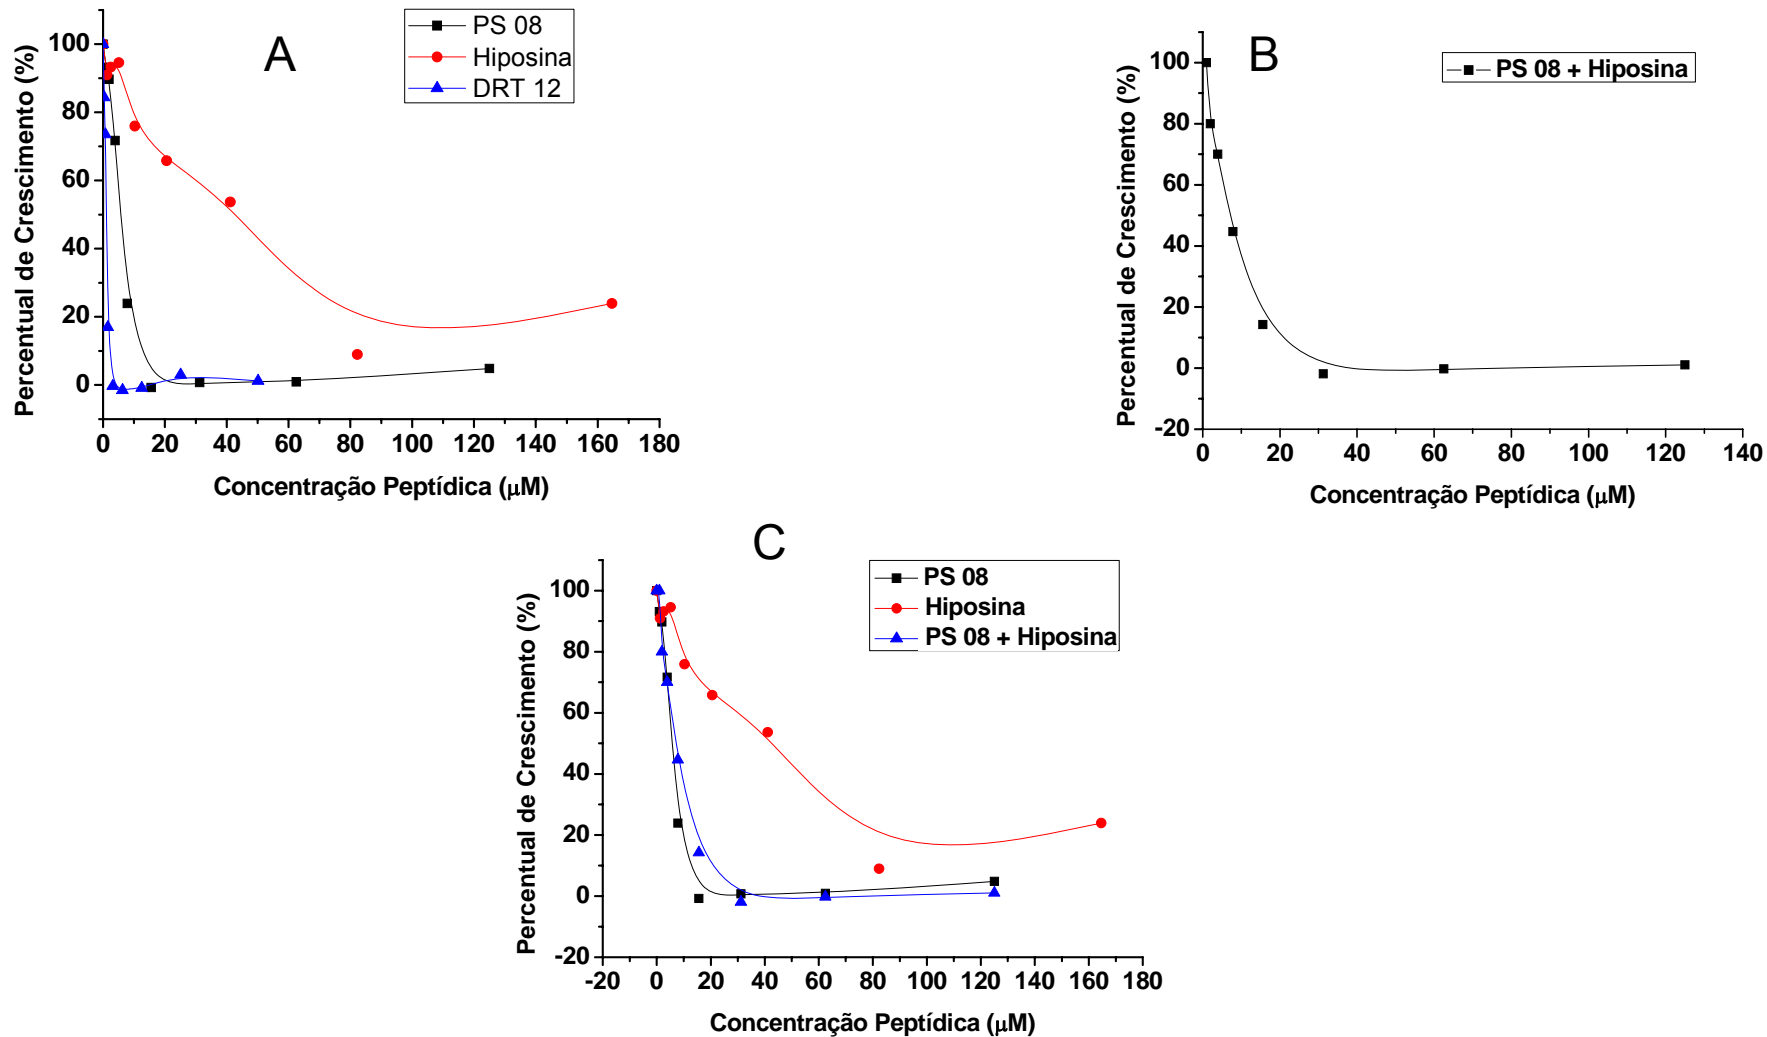 A
PS 08
Hiposina
DRT 12
Percentual de Crescimento (%)
100
80
60
40
20
0
0 20 40 60 80 100 120 140 160 180
Concentração Peptídica (μM)
B
PS 08 + Hiposina
Percentual de Crescimento (%)
100
80
60
40
20
0
-20
0 20 40 60 80 100 120 140
Concentração Peptídica (μM)
C
PS 08
Hiposina
PS 08 + Hiposina
Percentual de Crescimento (%)
100
80
60
40
20
0
-20
-20 0 20 40 60 80 100 120 140 160 180
Concentração Peptídica (μM)